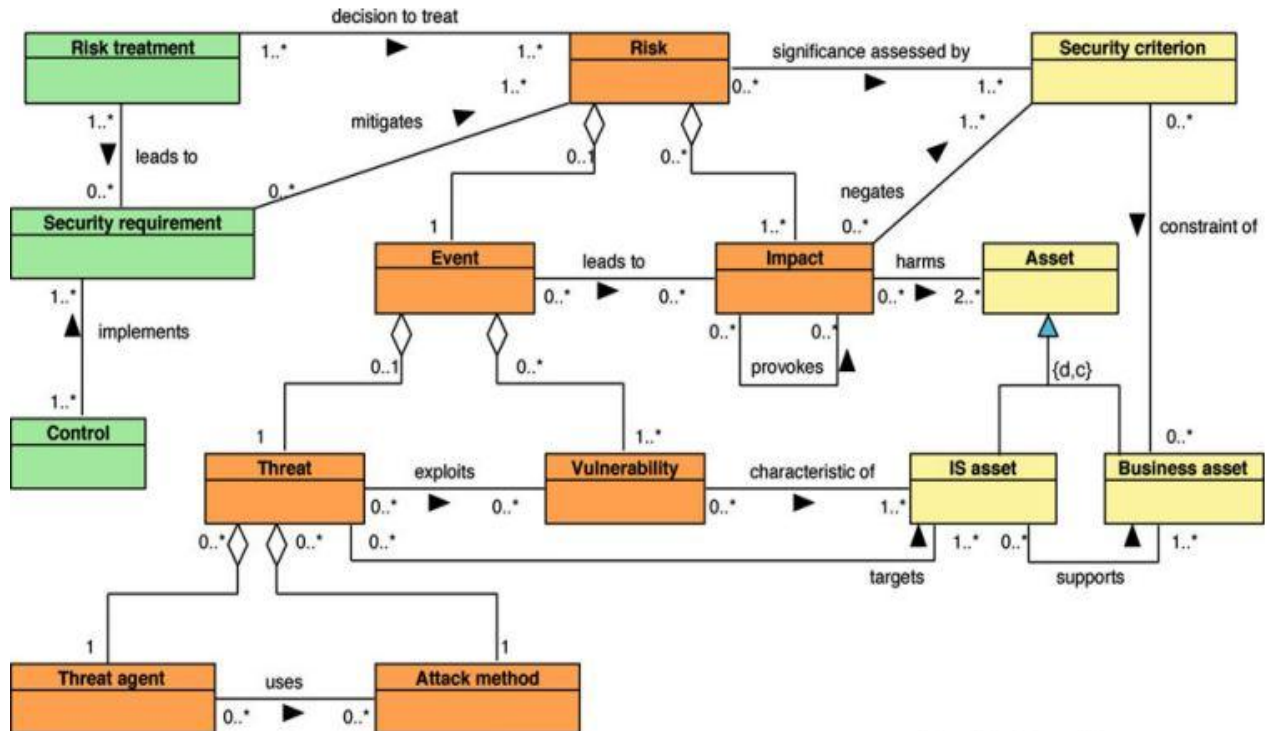 decision to treat
Risk treatment
1..*
1..*
Risk
significance assessed by
Security criterion
0..*
1..*
1..*
mitigates
1..*
1..*
0..*
leads to
0..1
0..*
0..*
0..*
negates
Security requirement
1
1..*
0..*
constraint of
Event
leads to
Impact
harms
Asset
0..*
0..*
0..*
2..*
1..*
implements
0..*
0..*
provokes
0..1
0..*
{d,c}
1..*
Control
1
1..*
0..*
Threat
exploits
Vulnerability
characteristic of
IS asset
Business asset
0..*
0..*
0..*
1..*
0..*
0..*
0..*
1..*
0..*
1..*
targets
supports
1
1
Threat agent
uses
Attack method
0..*
0..*